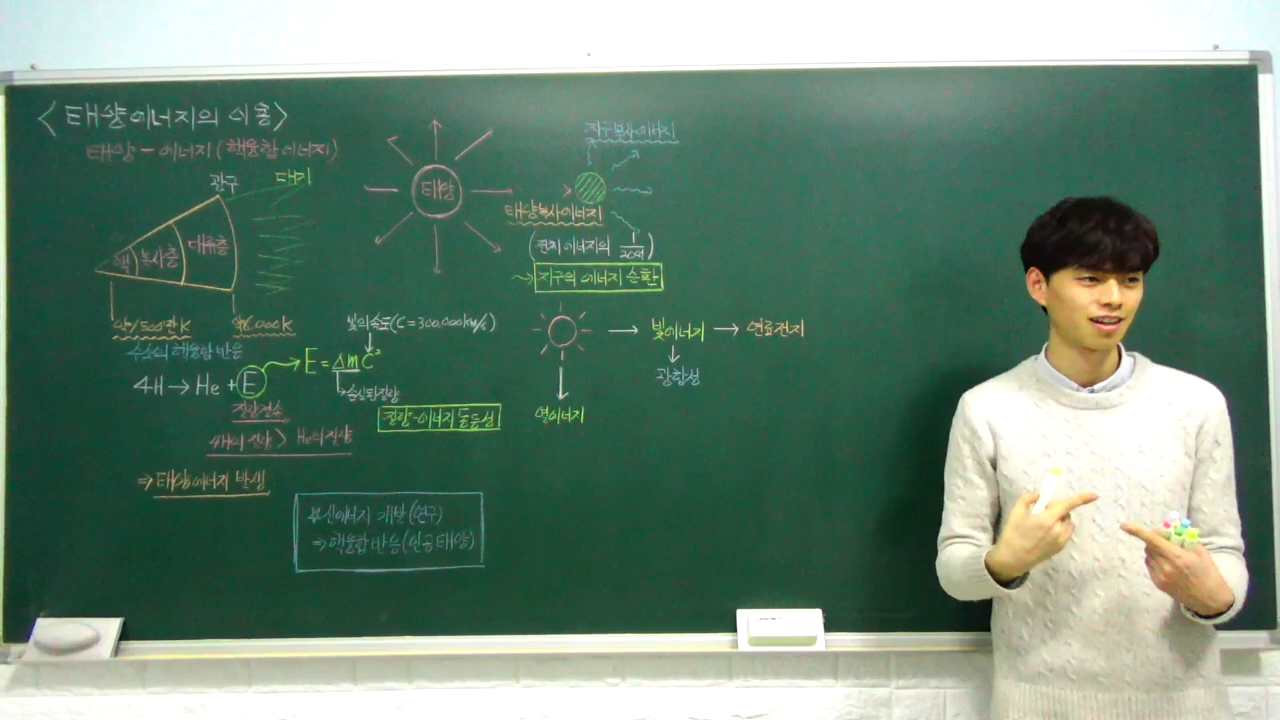 <태양에너지의 이용>
태양-에너지(핵융합에너지)
광구 대기
핵 복사층 대류층
약1,500만K 약6,000K
수소의 핵융합 반응
4H→He+E → E=ΔmC²
빛의 속도(C=300,000km/s)
손실된 질량
질량-에너지 동등성
질량결손
4H의 질량 > He의 질량
⇒태양에너지 발생
#신에너지 개발(연구)
⇒핵융합 반응(인공태양)
태양
지구복사에너지
태양복사에너지
(전체 에너지의 1/20억)
~>지구의 에너지 순환
→ 빛에너지 → 연료전지
광합성
열에너지